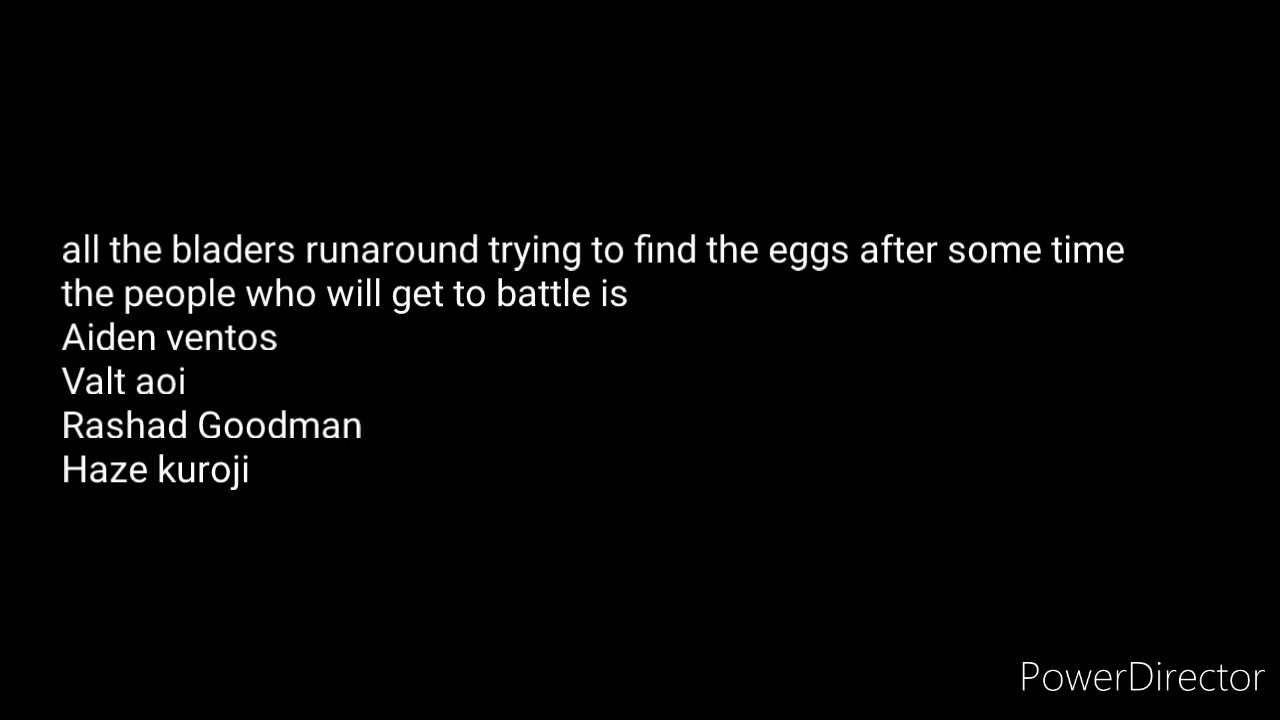 all the bladers runaround trying to find the eggs after some time
the people who will get to battle is
Aiden ventos
Valt aoi
Rashad Goodman
Haze kuroji
PowerDirector